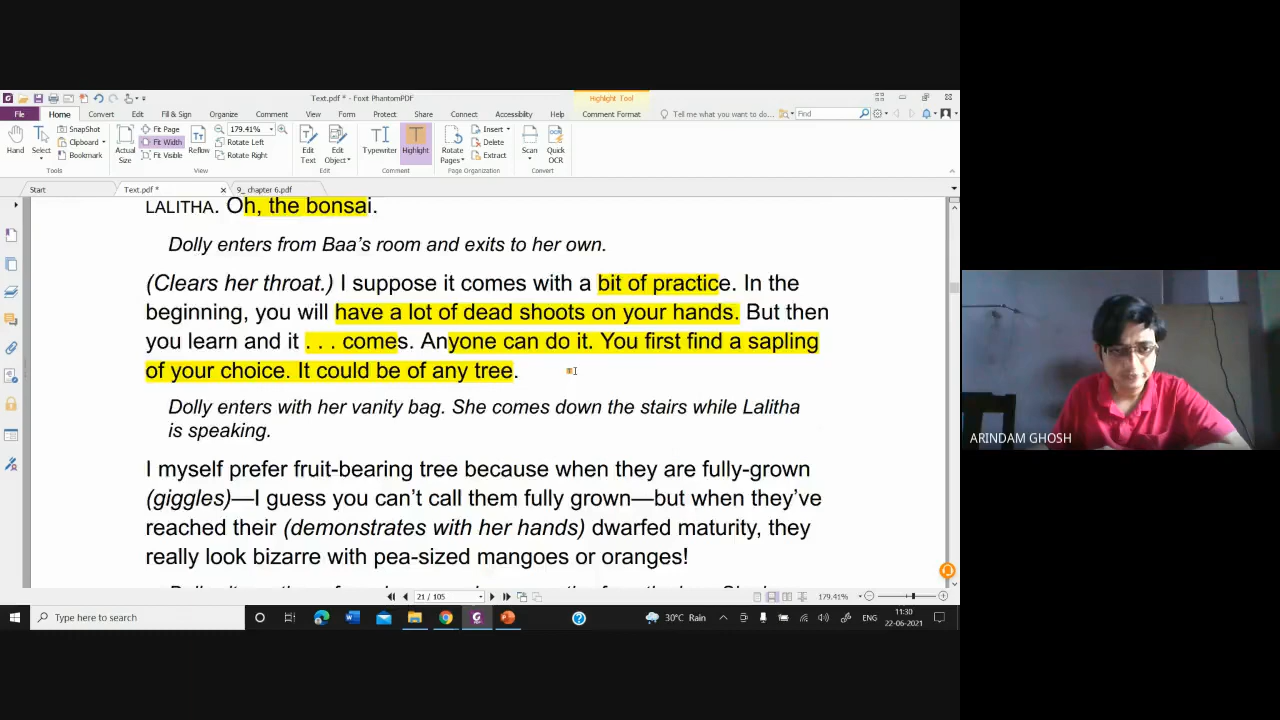 Text.pdf * - Foxit PhantomPDF
Highlight Tool
File Home Convert Edit Fill & Sign Organize Comment View Form Protect Share Connect Accessibility Help Comment Format Tell me what you want to do... Find
SnapShot Fit Page 179.41% Insert
Clipboard Fit Width Rotate Left Delete
Bookmark Fit Visible Rotate Right Extract
Hand Select Actual Size Reflow Edit Text Edit Object Typewriter Highlight Rotate Pages Scan Quick OCR
Tools View Edit Comment Page Organization Convert
Start Text.pdf * 9_ chapter 6.pdf
LALITHA. Oh, the bonsai.
Dolly enters from Baa's room and exits to her own.
(Clears her throat.) I suppose it comes with a bit of practice. In the
beginning, you will have a lot of dead shoots on your hands. But then
you learn and it . . . comes. Anyone can do it. You first find a sapling
of your choice. It could be of any tree.
Dolly enters with her vanity bag. She comes down the stairs while Lalitha
is speaking.
I myself prefer fruit-bearing tree because when they are fully-grown
(giggles)—I guess you can't call them fully grown—but when they've
reached their (demonstrates with her hands) dwarfed maturity, they
really look bizarre with pea-sized mangoes or oranges!
ARINDAM GHOSH
21 / 105 179.41%
Type here to search 30°C Rain ENG 11:30
22-06-2021